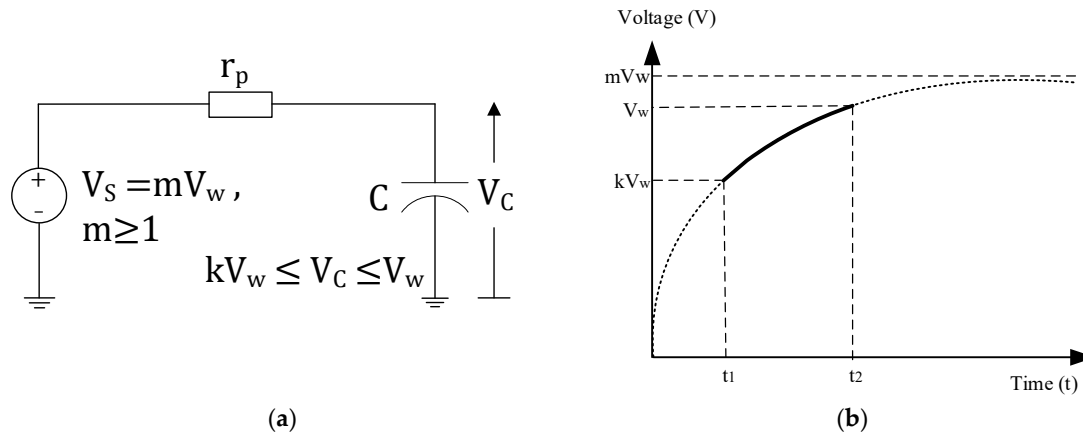 r_p
V_S =mV_w ,
m≥1
C
V_C
kV_w ≤ V_C ≤V_w
(a)
Voltage (V)
mV_w
V_w
kV_w
t_1
t_2
Time (t)
(b)